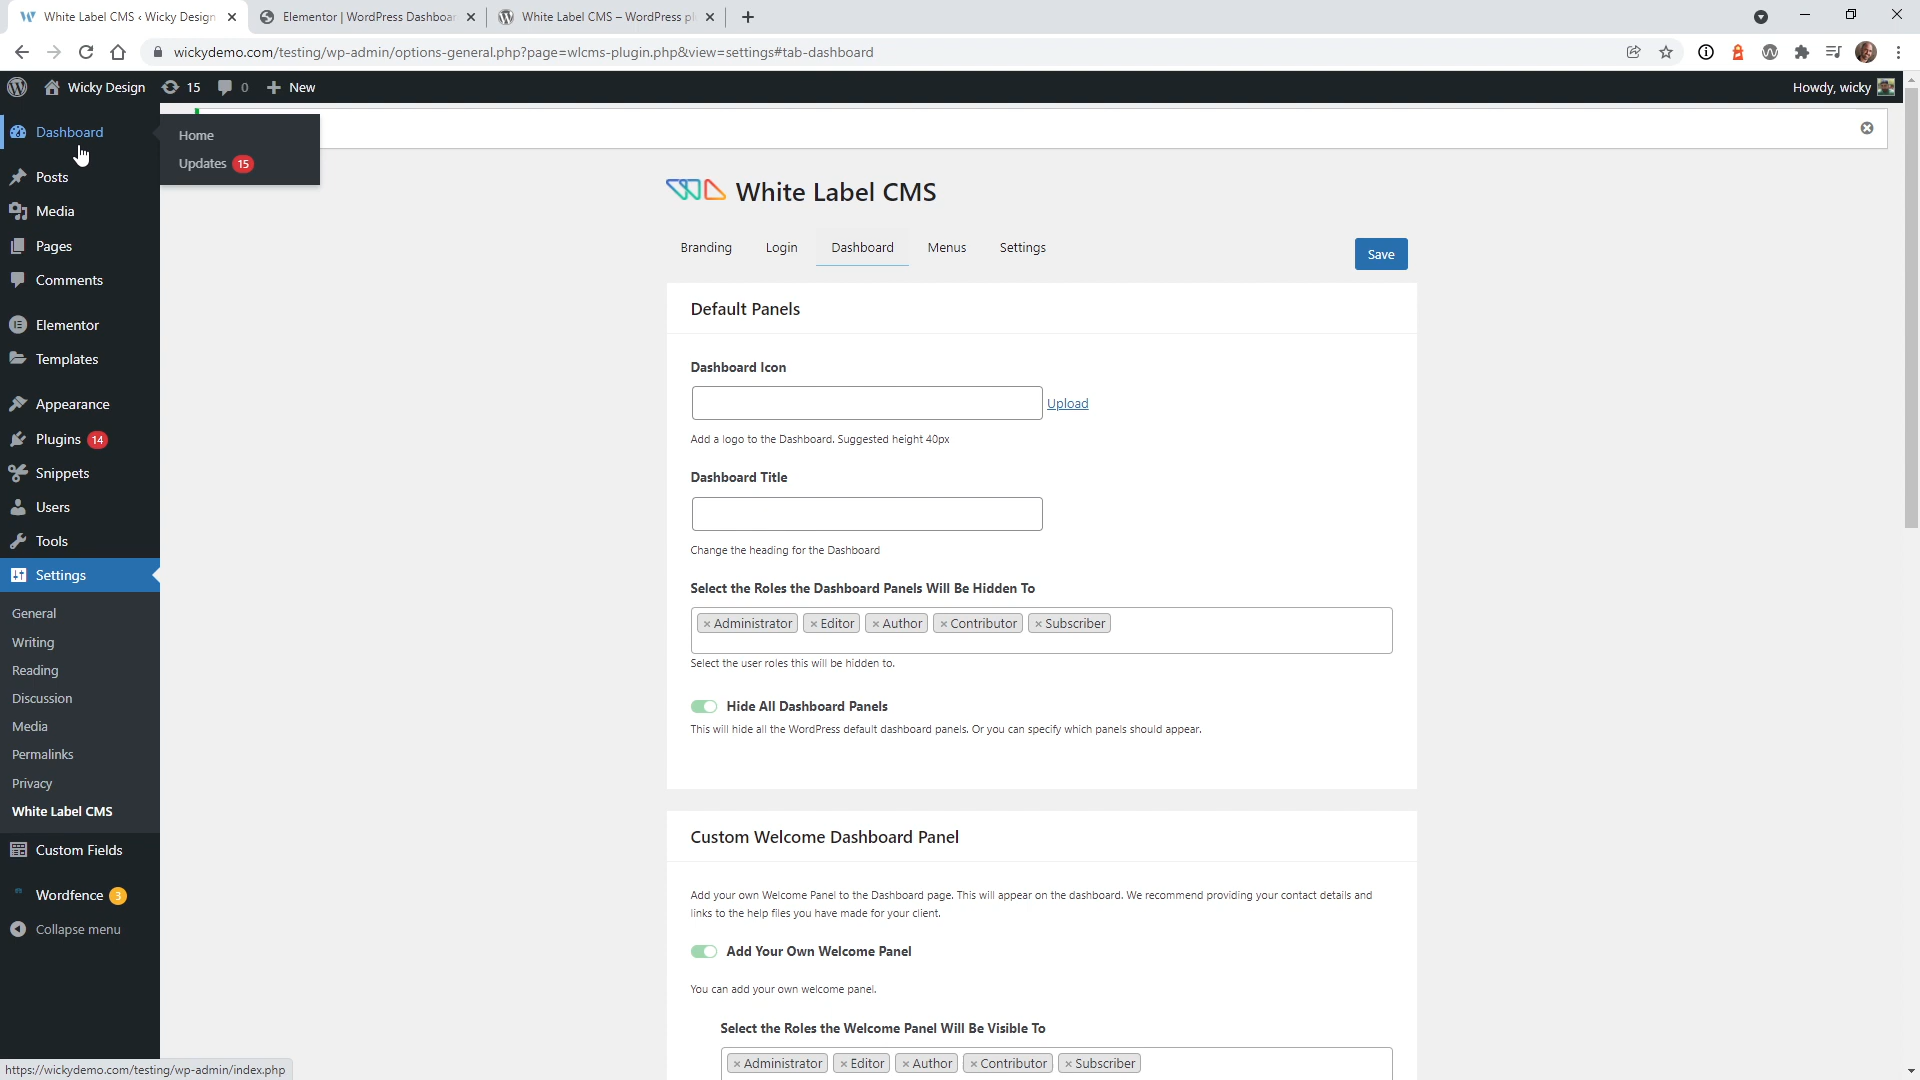 White Label CMS ‹ Wicky Design
Elementor | WordPress Dashboar
White Label CMS – WordPress pl
wickydemo.com/testing/wp-admin/options-general.php?page=wlcms-plugin.php&view=settings#tab-dashboard
Wicky Design 15 0 New
Howdy, wicky
Dashboard
Home
Updates 15
Posts
Media
Pages
Comments
Elementor
Templates
Appearance
Plugins 14
Snippets
Users
Tools
Settings
General
Writing
Reading
Discussion
Media
Permalinks
Privacy
White Label CMS
Custom Fields
Wordfence 3
Collapse menu
White Label CMS
Branding Login Dashboard Menus Settings
Save
Default Panels
Dashboard Icon
Upload
Add a logo to the Dashboard. Suggested height 40px
Dashboard Title
Change the heading for the Dashboard
Select the Roles the Dashboard Panels Will Be Hidden To
× Administrator × Editor × Author × Contributor × Subscriber
Select the user roles this will be hidden to.
Hide All Dashboard Panels
This will hide all the WordPress default dashboard panels. Or you can specify which panels should appear.
Custom Welcome Dashboard Panel
Add your own Welcome Panel to the Dashboard page. This will appear on the dashboard. We recommend providing your contact details and
links to the help files you have made for your client.
Add Your Own Welcome Panel
You can add your own welcome panel.
Select the Roles the Welcome Panel Will Be Visible To
× Administrator × Editor × Author × Contributor × Subscriber
https://wickydemo.com/testing/wp-admin/index.php